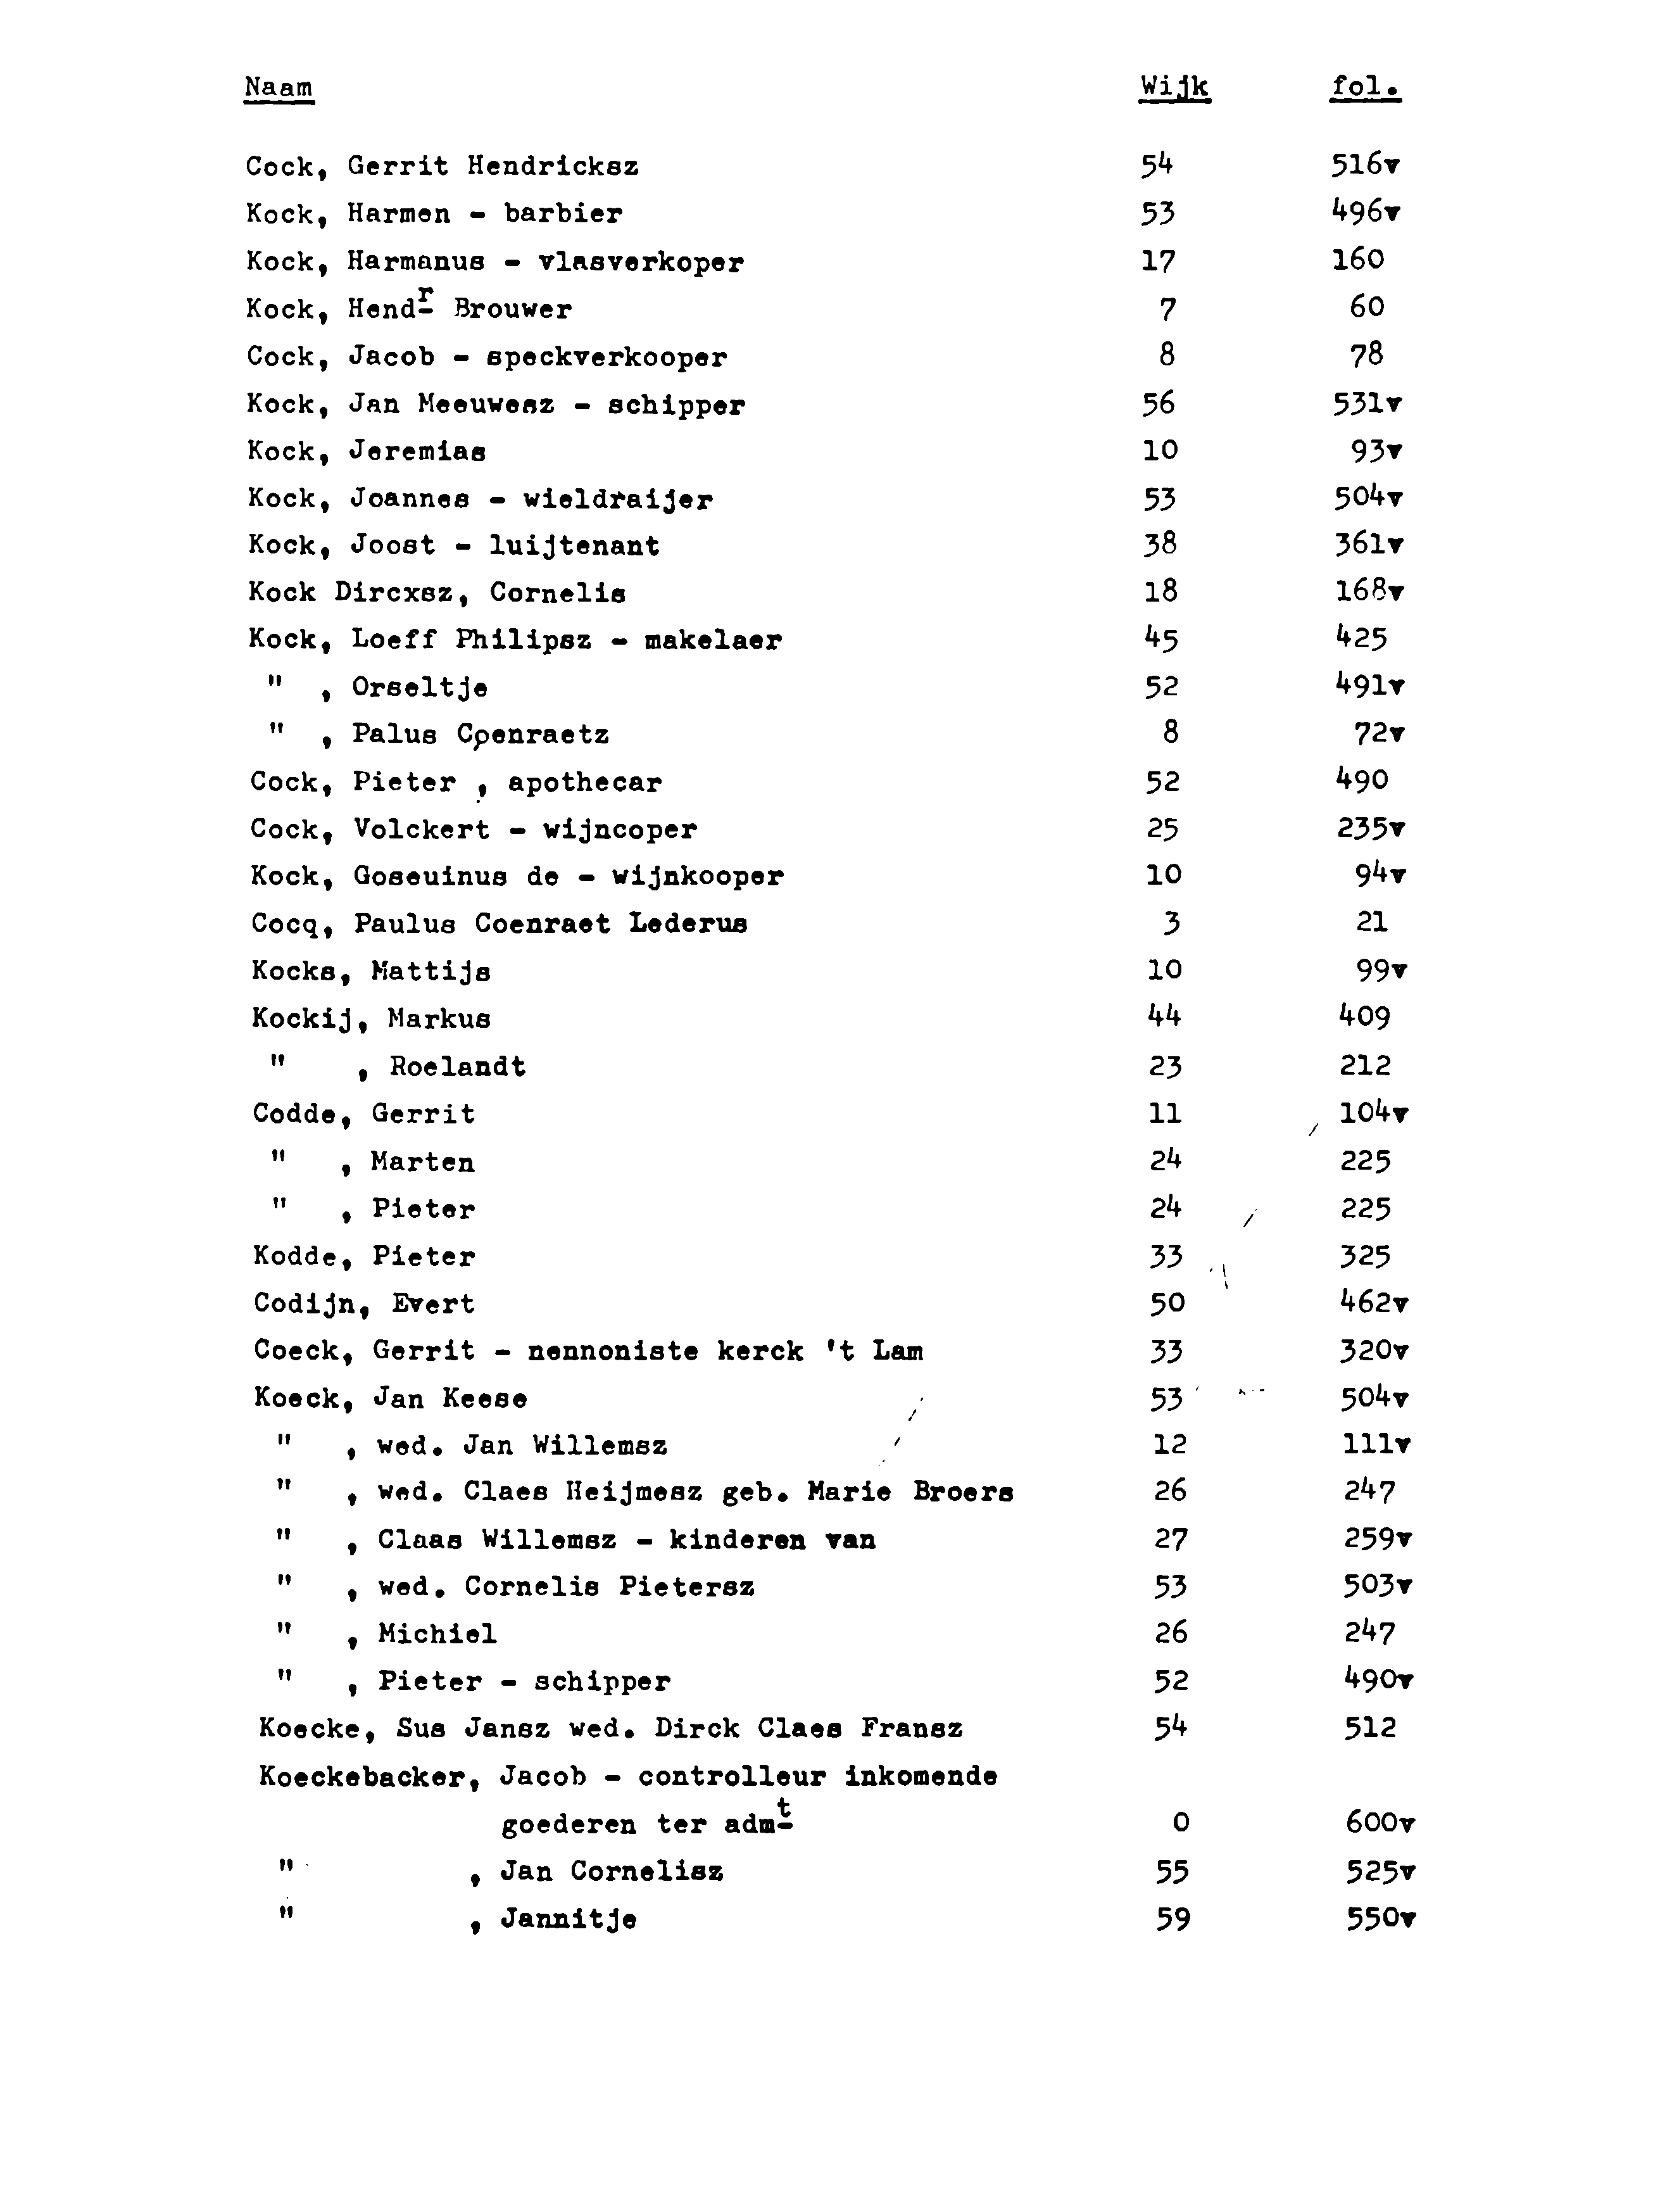 Naam Wijk fol.
Cock, Gerrit Hendricksz 54 516v
Kock, Harmen - barbier 53 496v
Kock, Harmanus - vlasverkoper 17 160
Kock, Hendr Brouwer 7 60
Cock, Jacob - speckverkooper 8 78
Kock, Jan Meeuwesz - schipper 56 531v
Kock, Jeremias 10 93v
Kock, Joannes - wieldraijer 53 504v
Kock, Joost - luijtenant 38 361v
Kock Dircxsz, Cornelis 18 168v
Kock, Loeff Philipsz - makelaer 45 425
" , Orseltje 52 491v
" , Palus Coenraetz 8 72v
Cock, Pieter , apothecar 52 490
Cock, Volckert - wijncoper 25 235v
Kock, Goseuinus de - wijnkooper 10 94v
Cocq, Paulus Coenraet Lederus 3 21
Kocks, Mattijs 10 99v
Kockij, Markus 44 409
" , Roelandt 23 212
Codde, Gerrit 11 104v
" , Marten 24 225
" , Pieter 24 225
Kodde, Pieter 33 325
Codijn, Evert 50 462v
Coeck, Gerrit - nennoniste kerck 't Lam 33 320v
Koeck, Jan Keese 53 504v
" , wed. Jan Willemsz 12 111v
" , wed. Claes Heijmesz geb. Marie Broers 26 247
" , Claas Willemsz - kinderen van 27 259v
" , wed. Cornelis Pietersz 53 503v
" , Michiel 26 247
" , Pieter - schipper 52 490v
Koecke, Sus Jansz wed. Dirck Claes Fransz 54 512
Koeckebacker, Jacob - controlleur inkomende
goederen ter admt 0 600v
" , Jan Cornelisz 55 525v
" , Jannitje 59 550v